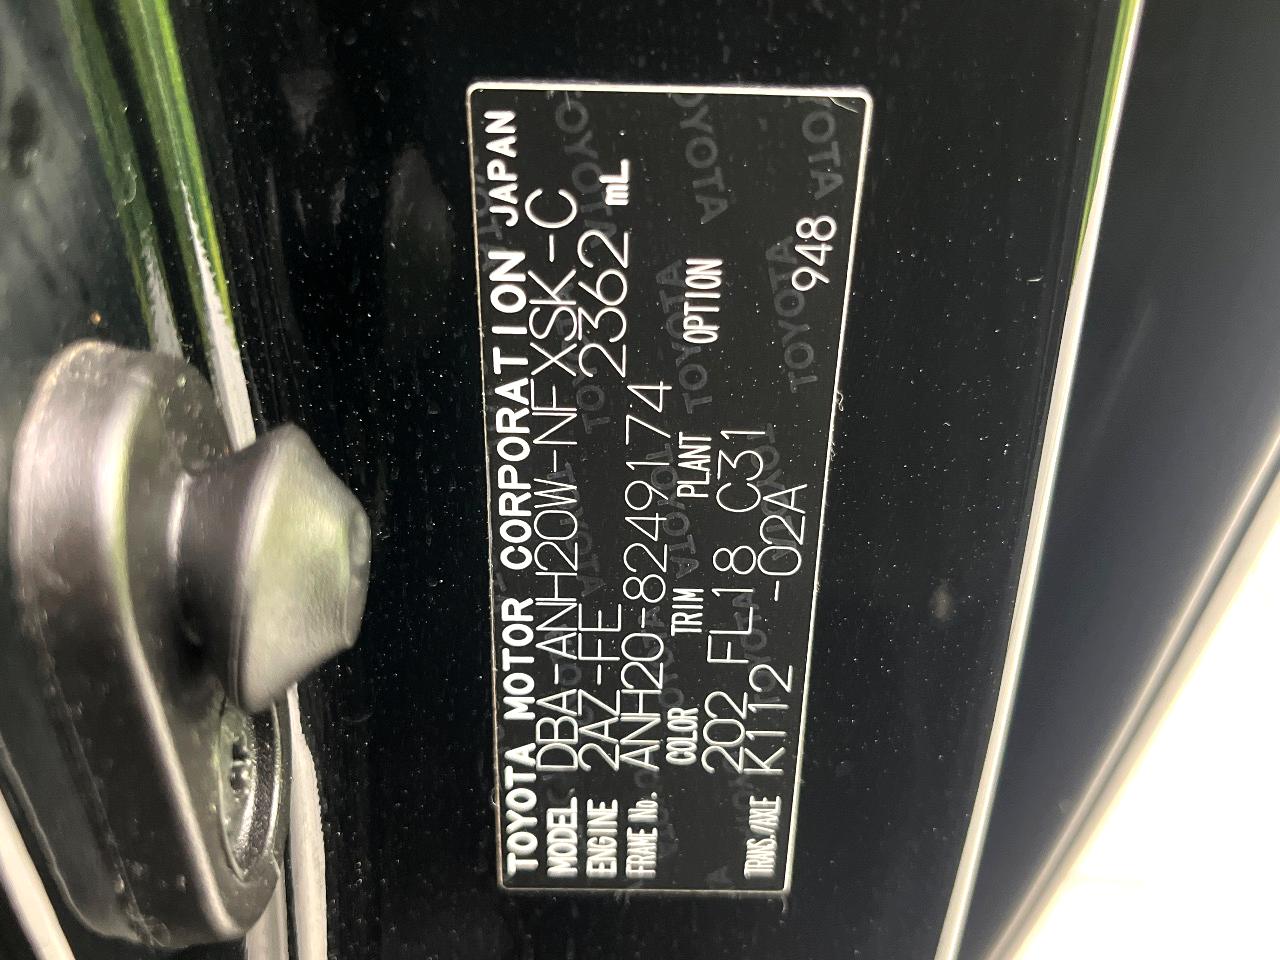 TOYOTA MOTOR CORPORATION JAPAN
MODEL DBA-ANH20W-NFXSK-C
ENGINE 2AZ-FE 2362 mL
FRAME No. ANH20-8249174
COLOR TRIM PLANT OPTION
202 FL18 C31
TRANS./AXLE K112 -02A 948